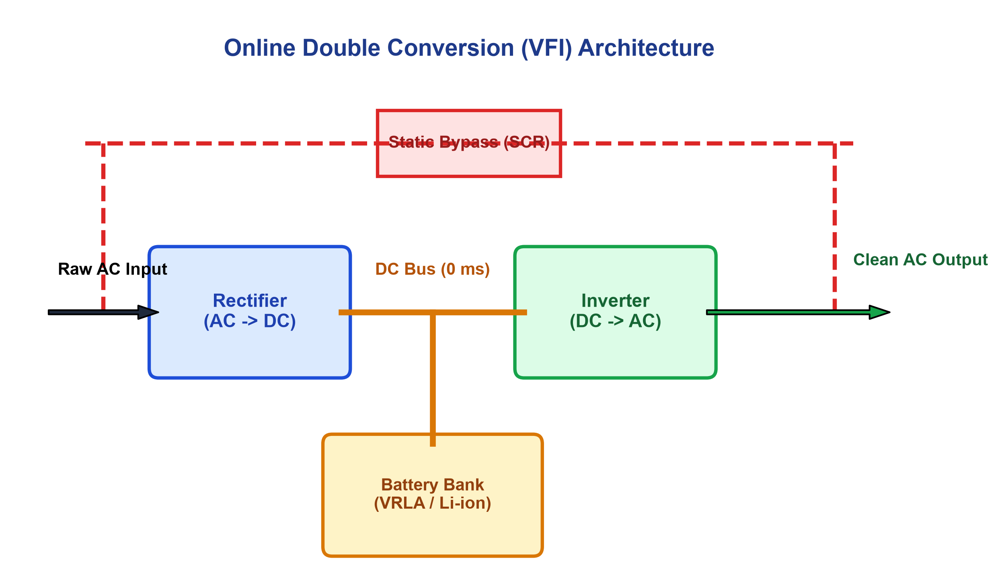 Online Double Conversion (VFI) Architecture
Static Bypass (SCR)
Raw AC Input
DC Bus (0 ms)
Clean AC Output
Rectifier
(AC -> DC)
Inverter
(DC -> AC)
Battery Bank
(VRLA / Li-ion)